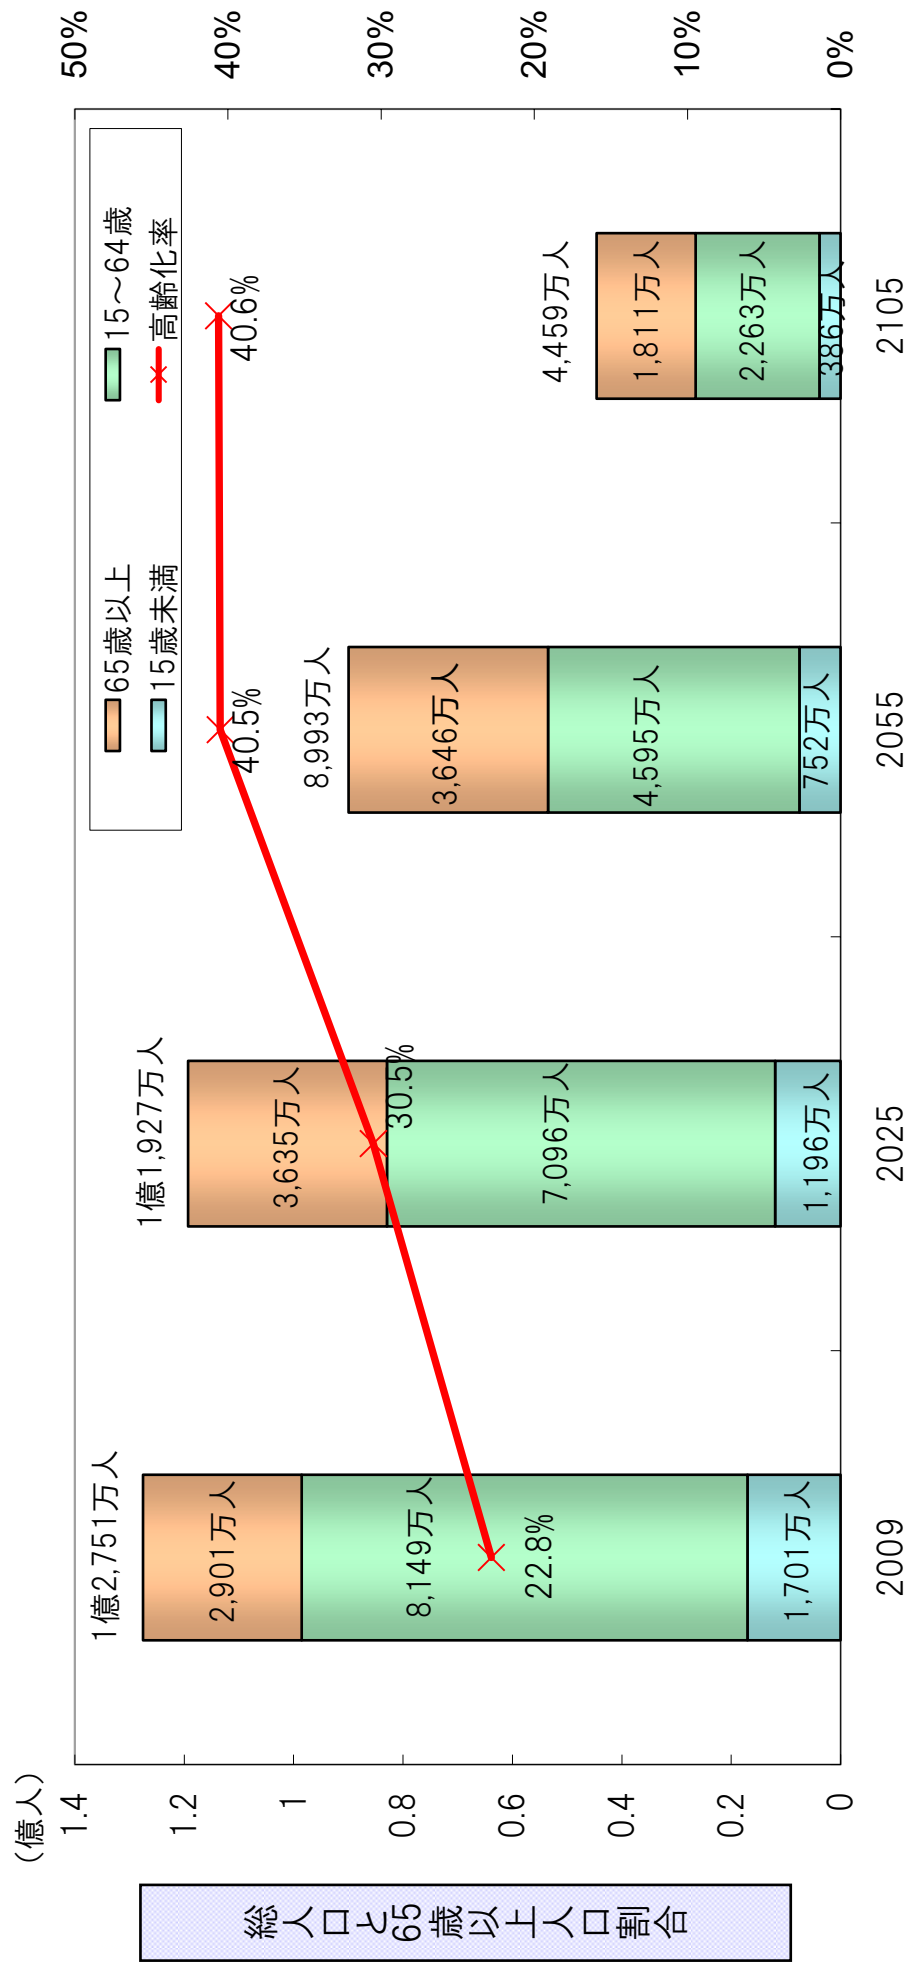 総人口と65歳以上人口割合
(億人)
1.4
1.2
1
0.8
0.6
0.4
0.2
0
50%
40%
30%
20%
10%
0%
65歳以上
15～64歳
15歳未満
高齢化率
1億2,751万人
2,901万人
8,149万人
22.8%
1,701万人
2009
1億1,927万人
3,635万人
30.5%
7,096万人
1,196万人
2025
40.5%
8,993万人
3,646万人
4,595万人
752万人
2055
40.6%
4,459万人
1,811万人
2,263万人
386万人
2105